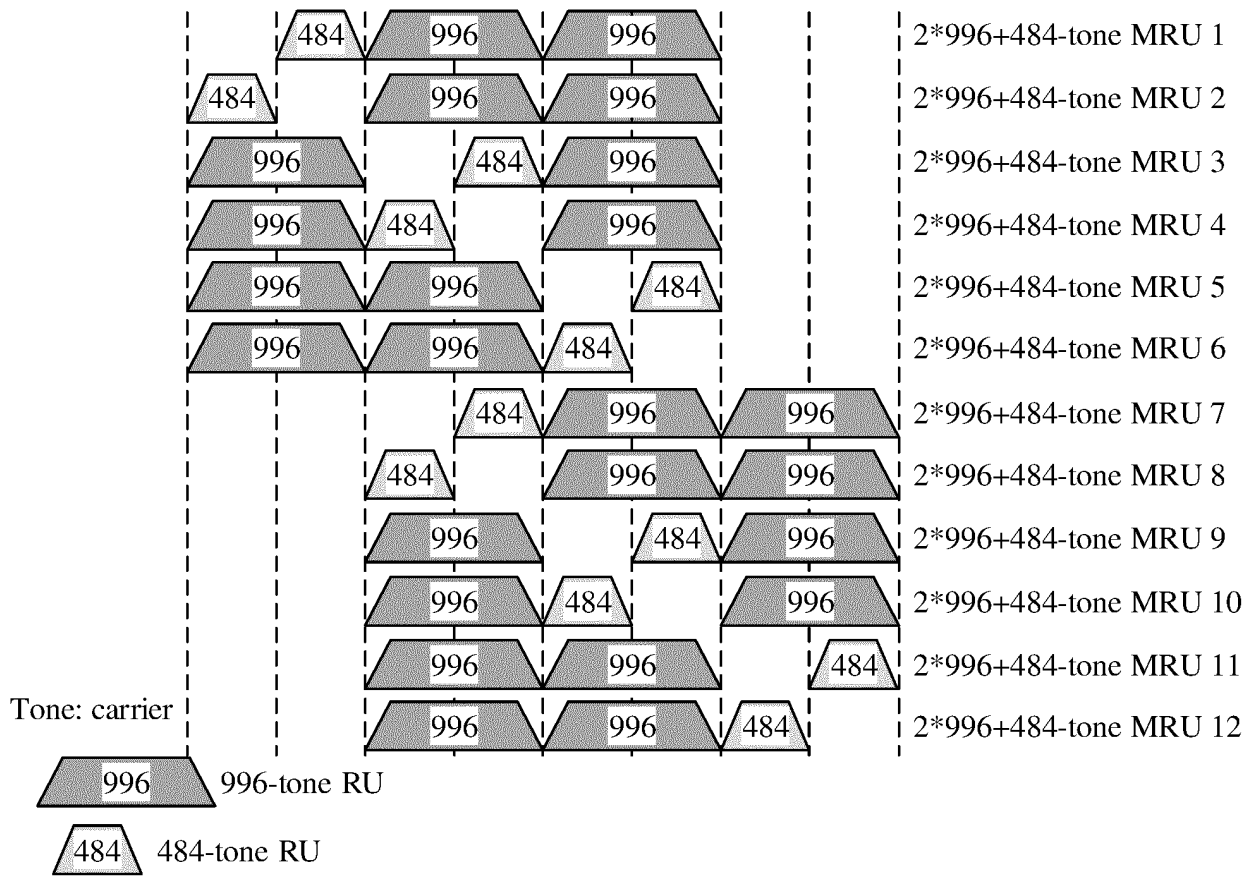 484 996 996 2*996+484-tone MRU 1
484 996 996 2*996+484-tone MRU 2
996 484 996 2*996+484-tone MRU 3
996 484 996 2*996+484-tone MRU 4
996 996 484 2*996+484-tone MRU 5
996 996 484 2*996+484-tone MRU 6
484 996 996 2*996+484-tone MRU 7
484 996 996 2*996+484-tone MRU 8
996 484 996 2*996+484-tone MRU 9
996 484 996 2*996+484-tone MRU 10
996 996 484 2*996+484-tone MRU 11
Tone: carrier
996 996 484 2*996+484-tone MRU 12
996 996-tone RU
484 484-tone RU